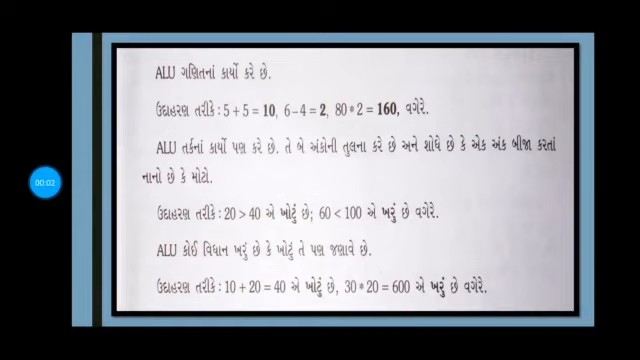 ALU ગણિતનાં કાર્યો કરે છે.
ઉદાહરણ તરીકે : 5 + 5 = 10, 6 – 4 = 2, 80 * 2 = 160, વગેરે.
ALU તર્કનાં કાર્યો પણ કરે છે. તે બે અંકોની તુલના કરે છે અને શોધે છે કે એક અંક બીજા કરતાં
નાનો છે કે મોટો.
00:02
ઉદાહરણ તરીકે : 20 > 40 એ ખોટું છે; 60 < 100 એ ખરું છે વગેરે.
ALU કોઈ વિધાન ખરું છે કે ખોટું તે પણ જણાવે છે.
ઉદાહરણ તરીકે : 10 + 20 = 40 એ ખોટું છે, 30 * 20 = 600 એ ખરું છે વગેરે.